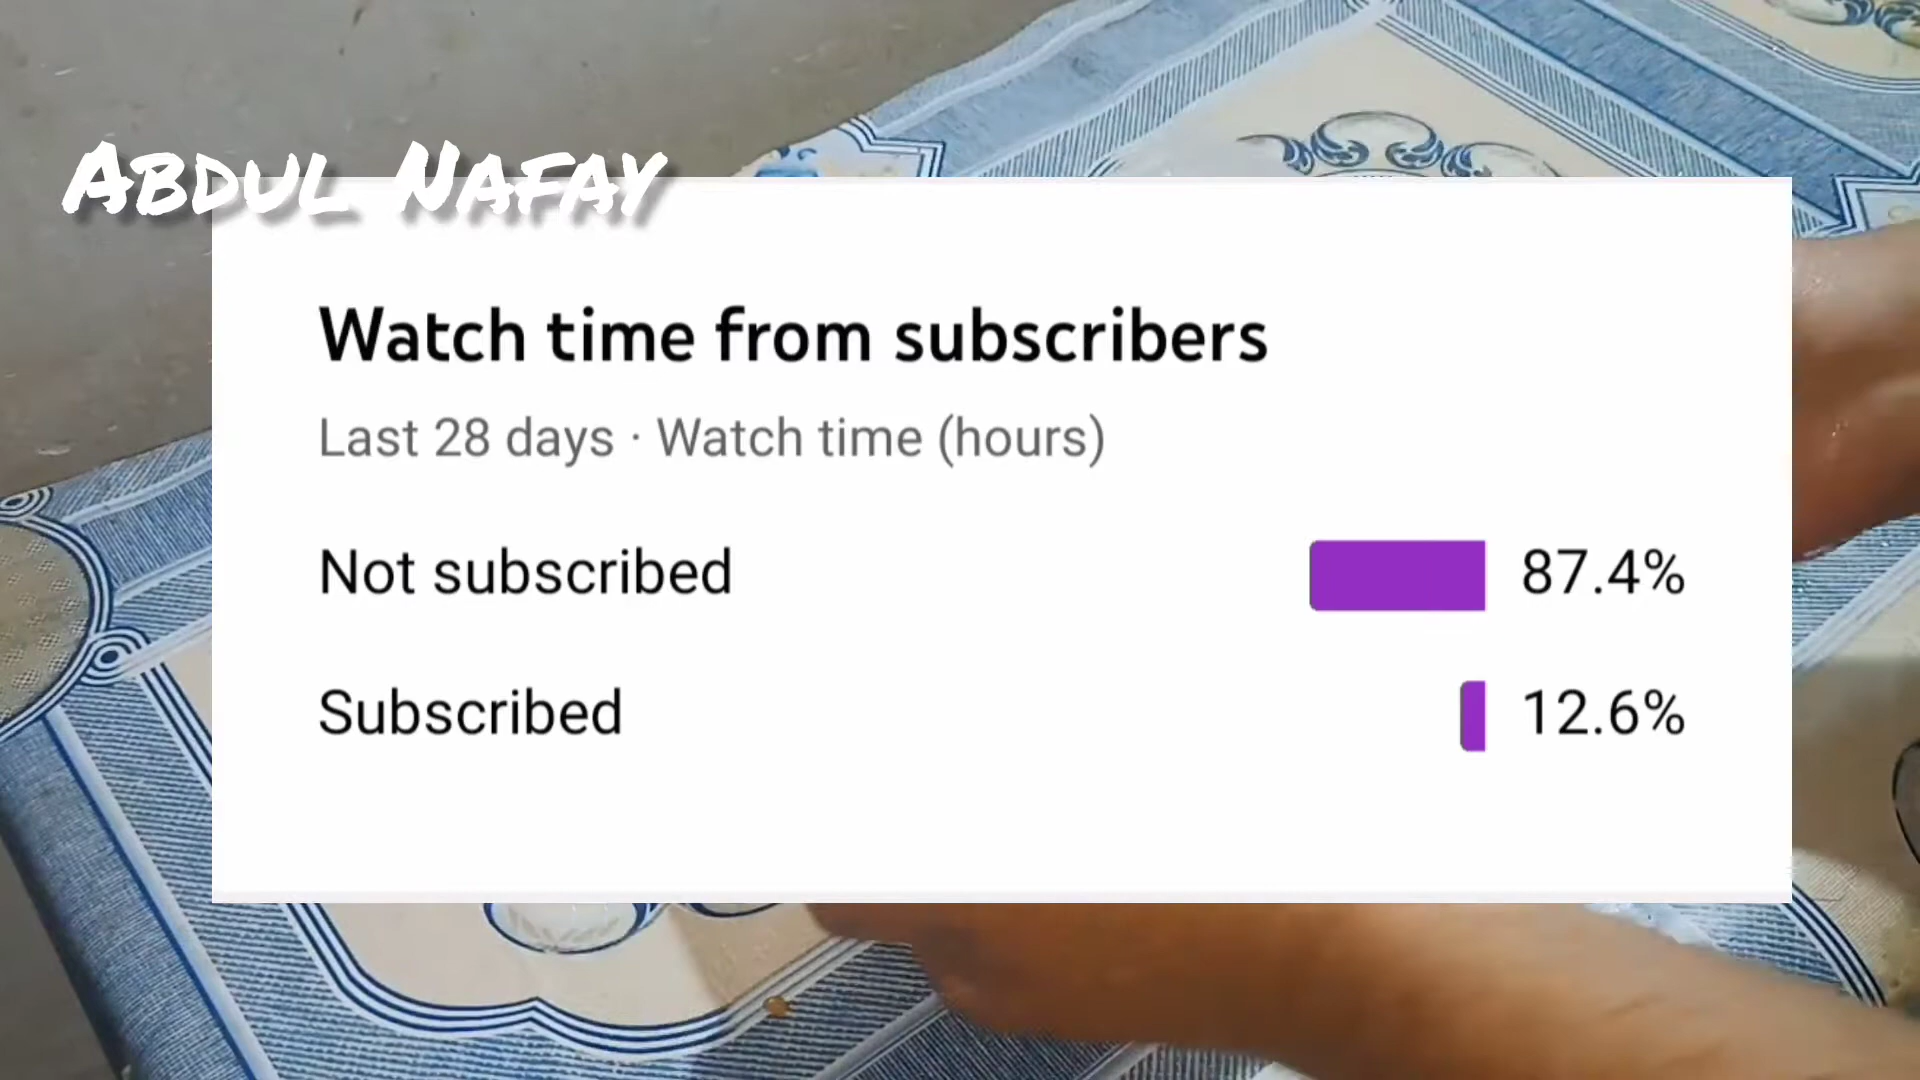 Abdul Nafay
Watch time from subscribers
Last 28 days · Watch time (hours)
Not subscribed 87.4%
Subscribed 12.6%